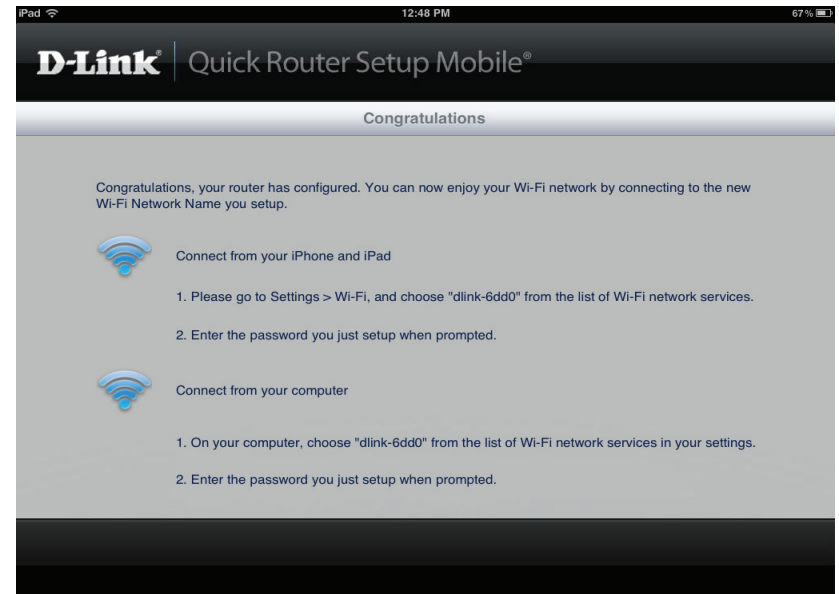 iPad 12:48 PM 67%
D-Link® Quick Router Setup Mobile®
Congratulations
Congratulations, your router has configured. You can now enjoy your Wi-Fi network by connecting to the new
Wi-Fi Network Name you setup.
Connect from your iPhone and iPad
1. Please go to Settings > Wi-Fi, and choose "dlink-6dd0" from the list of Wi-Fi network services.
2. Enter the password you just setup when prompted.
Connect from your computer
1. On your computer, choose "dlink-6dd0" from the list of Wi-Fi network services in your settings.
2. Enter the password you just setup when prompted.